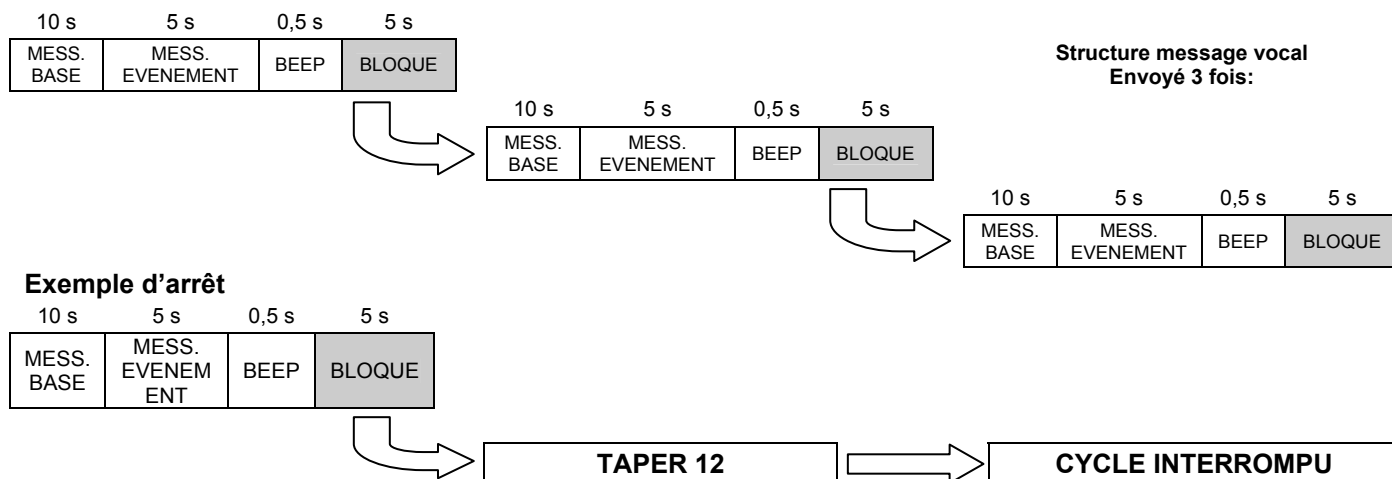 10 s 5 s 0,5 s 5 s
MESS. BASE MESS. EVENEMENT BEEP BLOQUE
Structure message vocal
Envoyé 3 fois:
10 s 5 s 0,5 s 5 s
MESS. BASE MESS. EVENEMENT BEEP BLOQUE
10 s 5 s 0,5 s 5 s
MESS. BASE MESS. EVENEMENT BEEP BLOQUE
Exemple d'arrêt
10 s 5 s 0,5 s 5 s
MESS. BASE MESS. EVENEM ENT BEEP BLOQUE
TAPER 12 CYCLE INTERROMPU